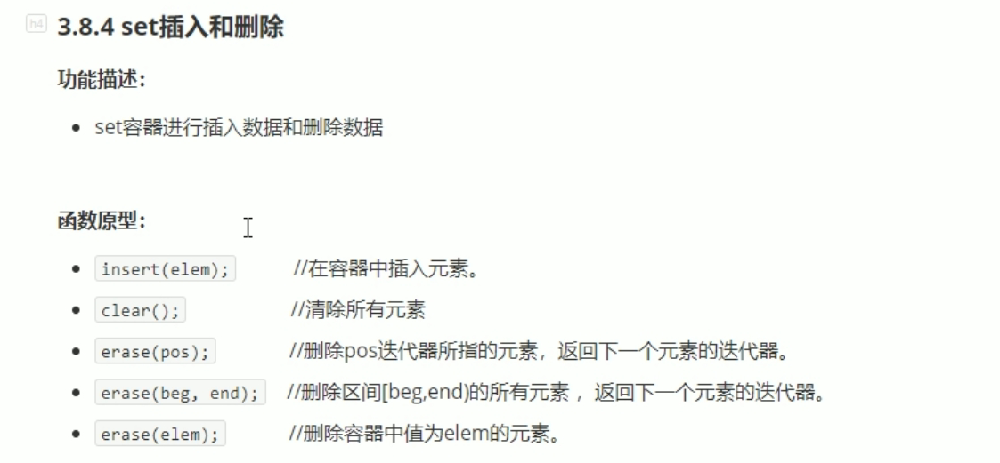 h4
3.8.4 set插入和删除
功能描述：
set容器进行插入数据和删除数据
函数原型：
insert(elem); //在容器中插入元素。
clear(); //清除所有元素
erase(pos); //删除pos迭代器所指的元素，返回下一个元素的迭代器。
erase(beg, end); //删除区间[beg,end)的所有元素 ，返回下一个元素的迭代器。
erase(elem); //删除容器中值为elem的元素。